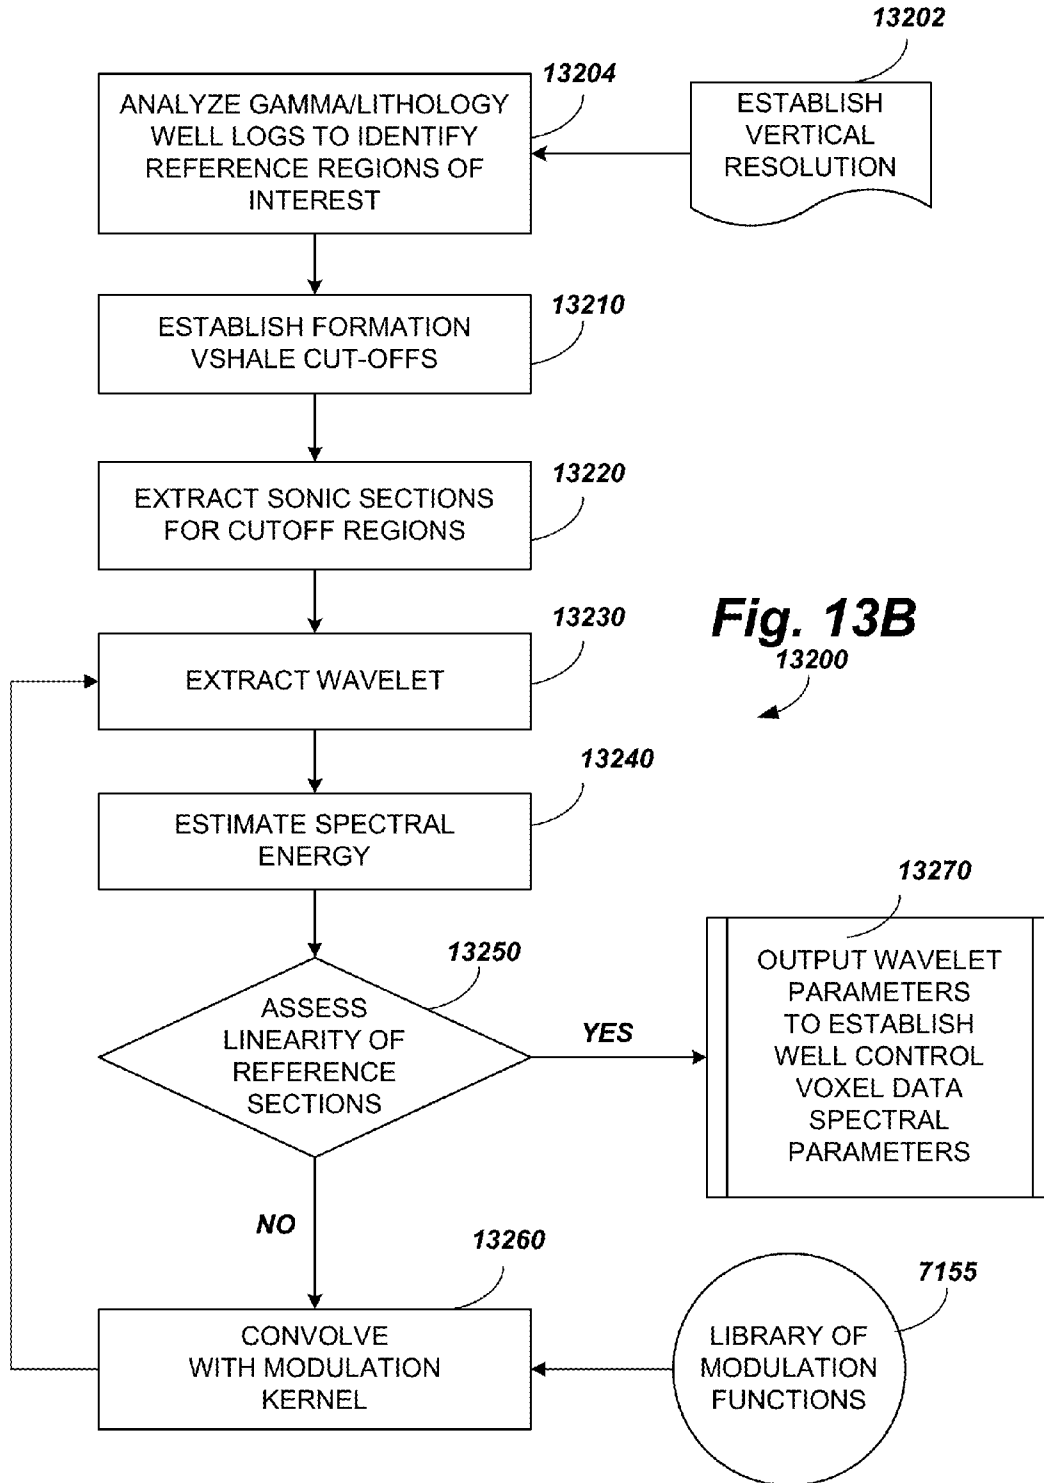 13202
13204
ANALYZE GAMMA/LITHOLOGY
WELL LOGS TO IDENTIFY
REFERENCE REGIONS OF
INTEREST
ESTABLISH
VERTICAL
RESOLUTION
13210
ESTABLISH FORMATION
VSHALE CUT-OFFS
13220
EXTRACT SONIC SECTIONS
FOR CUTOFF REGIONS
13230
EXTRACT WAVELET
Fig. 13B
13200
13240
ESTIMATE SPECTRAL
ENERGY
13250
ASSESS
LINEARITY OF
REFERENCE
SECTIONS
YES
13270
OUTPUT WAVELET
PARAMETERS
TO ESTABLISH
WELL CONTROL
VOXEL DATA
SPECTRAL
PARAMETERS
NO
13260
CONVOLVE
WITH MODULATION
KERNEL
7155
LIBRARY OF
MODULATION
FUNCTIONS